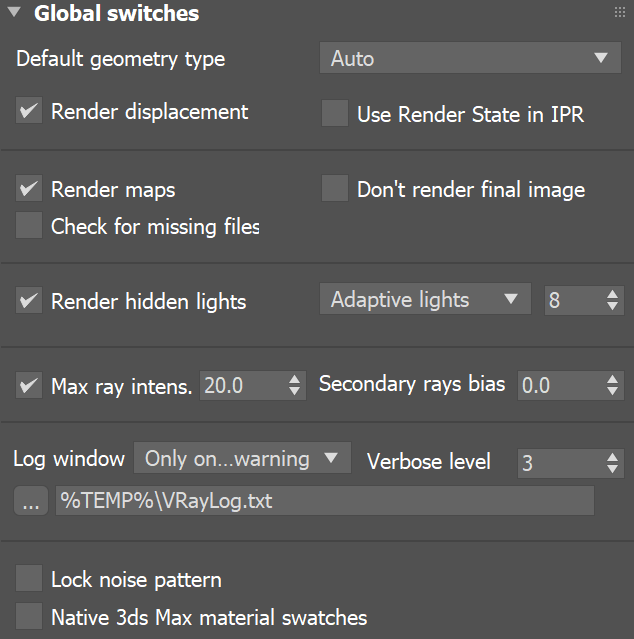 Global switches
Default geometry type Auto
Render displacement Use Render State in IPR
Render maps Don't render final image
Check for missing files
Render hidden lights Adaptive lights 8
Max ray intens. 20.0 Secondary rays bias 0.0
Log window Only on...warning Verbose level 3
... %TEMP%\VRayLog.txt
Lock noise pattern
Native 3ds Max material swatches